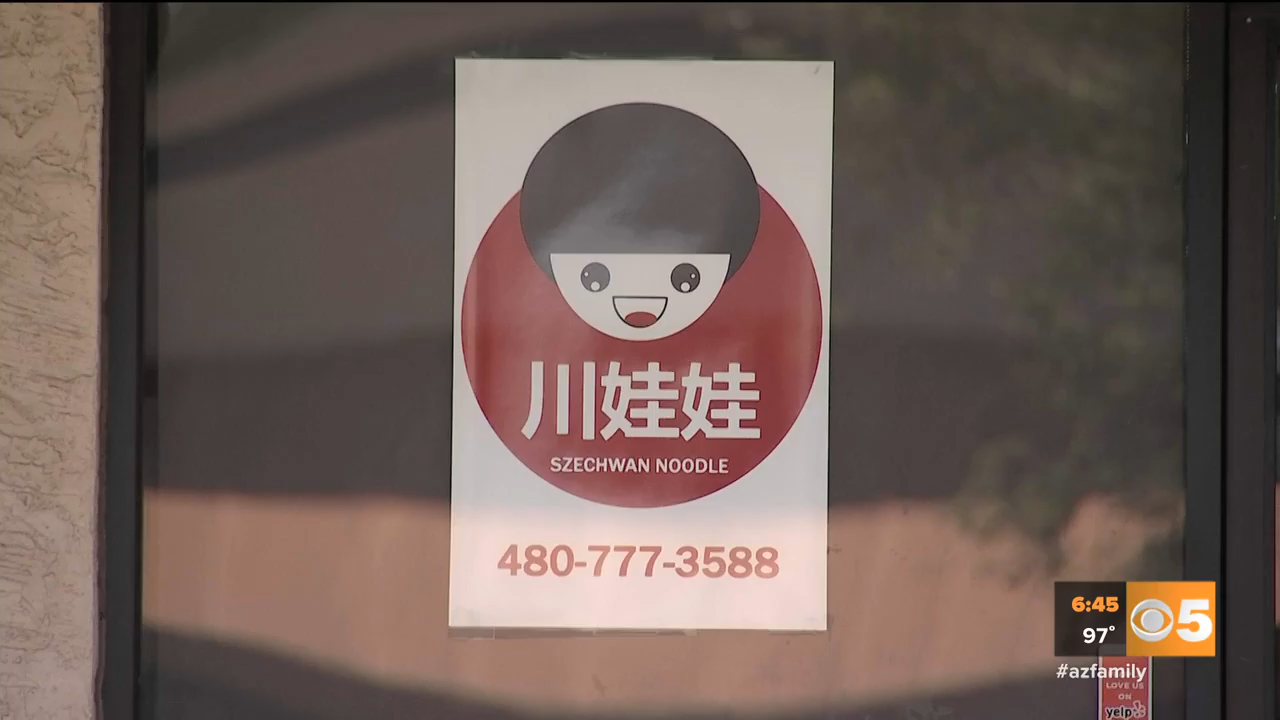 川娃娃
SZECHWAN NOODLE
480-777-3588
6:45
97°
5
#azfamily
LOVE US
ON
yelp